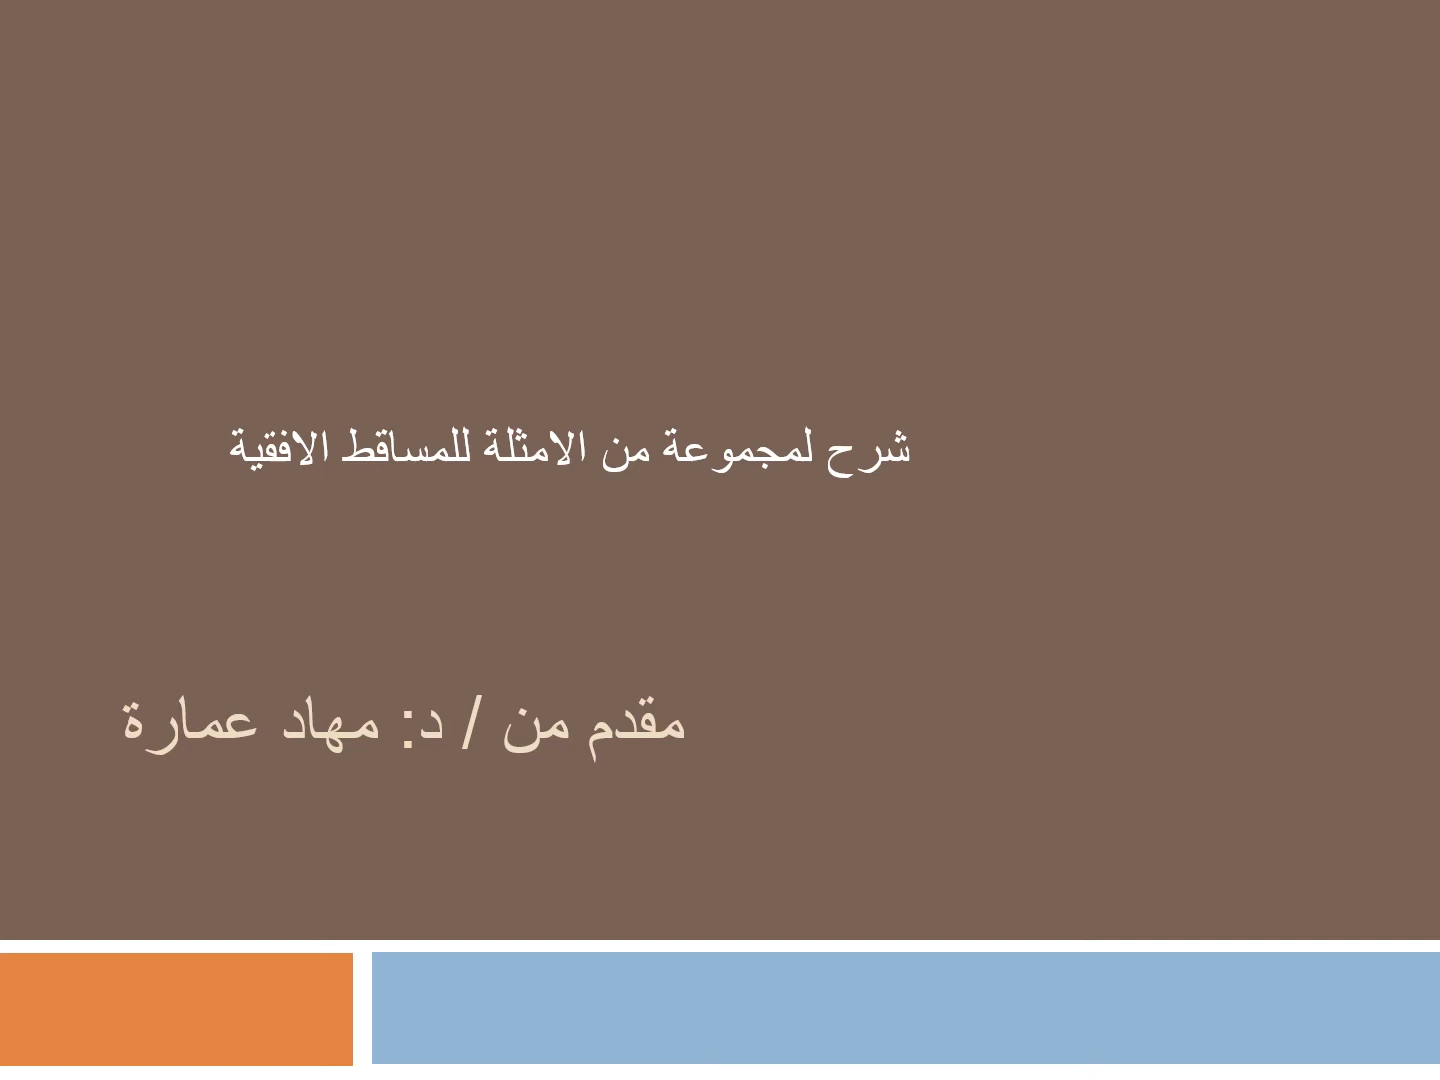 شرح لمجموعة من الامثلة للمساقط الافقية
مقدم من / د: مهاد عمارة